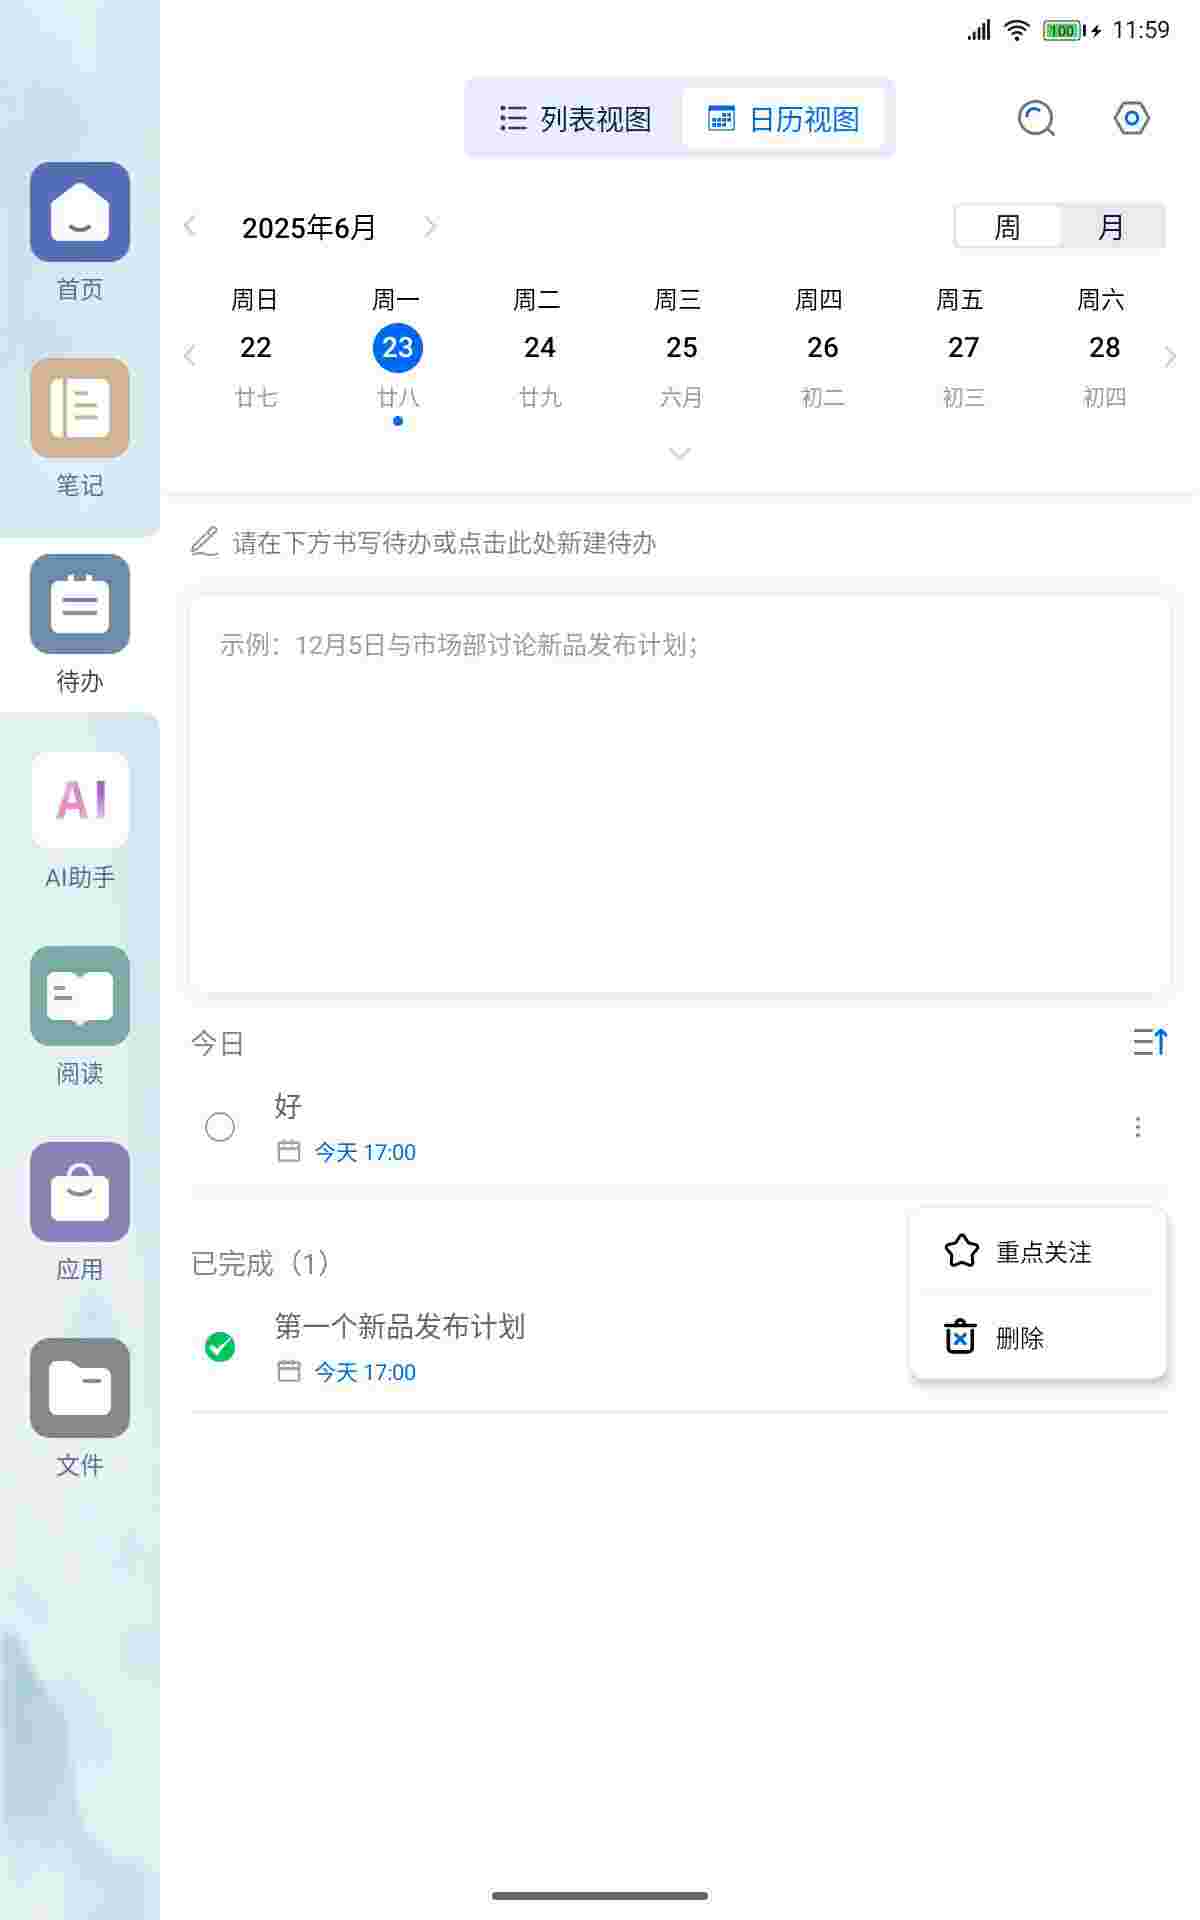 100 11:59
列表视图 日历视图
2025年6月 周 月
周日 周一 周二 周三 周四 周五 周六
22 23 24 25 26 27 28
廿七 廿八 廿九 六月 初二 初三 初四
请在下方书写待办或点击此处新建待办
示例：12月5日与市场部讨论新品发布计划；
今日
好
今天 17:00
已完成（1）
第一个新品发布计划
今天 17:00
重点关注
删除
首页
笔记
待办
AI
AI助手
阅读
应用
文件